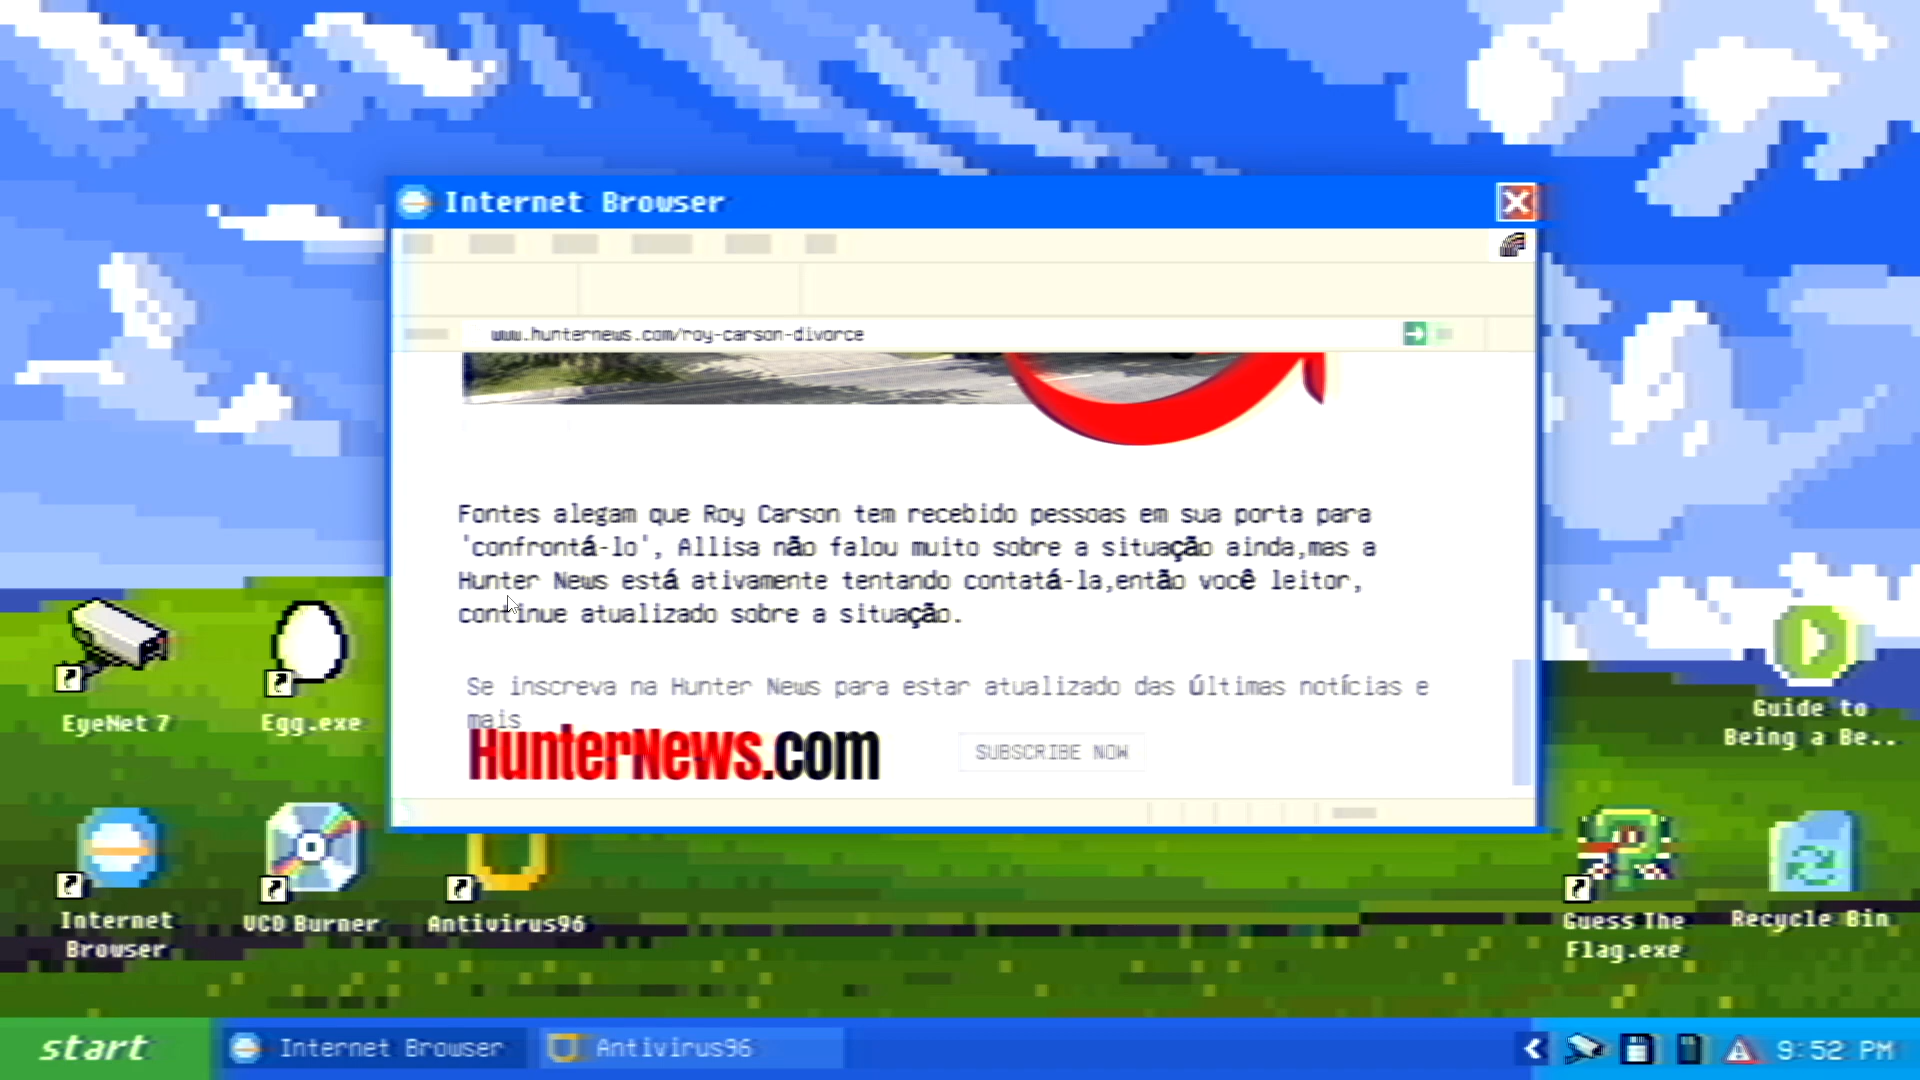 Internet Browser
www.hunternews.com/roy-carson-divorce
Fontes alegam que Roy Carson tem recebido pessoas em sua porta para
'confrontá-lo', Allisa não falou muito sobre a situação ainda,mas a
Hunter News está ativamente tentando contatá-la,então você leitor,
continue atualizado sobre a situação.
Se inscreva na Hunter News para estar atualizado das últimas notícias e
mais
HunterNews.com
SUBSCRIBE NOW
EyeNet 7
Egg.exe
Guide to
Being a Be..
Internet
Browser
VCD Burner
Antivirus96
Guess The
Flag.exe
Recycle Bin
start
Internet Browser
Antivirus96
9:52 PM